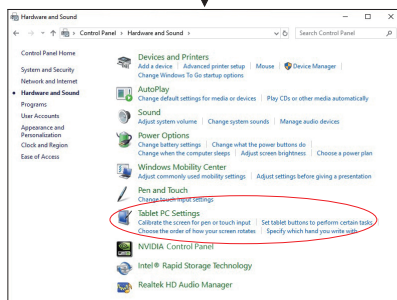 Hardware and Sound
Control Panel > Hardware and Sound >
Search Control Panel
Control Panel Home
System and Security
Network and Internet
Hardware and Sound
Programs
User Accounts
Appearance and
Personalization
Clock and Region
Ease of Access
Devices and Printers
Add a device | Advanced printer setup | Mouse | Device Manager |
Change Windows To Go startup options
AutoPlay
Change default settings for media or devices | Play CDs or other media automatically
Sound
Adjust system volume | Change system sounds | Manage audio devices
Power Options
Change battery settings | Change what the power buttons do |
Change when the computer sleeps | Adjust screen brightness | Choose a power plan
Windows Mobility Center
Adjust commonly used mobility settings | Adjust settings before giving a presentation
Pen and Touch
Change touch input settings
Tablet PC Settings
Calibrate the screen for pen or touch input | Set tablet buttons to perform certain tasks
Choose the order of how your screen rotates | Specify which hand you write with
NVIDIA Control Panel
Intel® Rapid Storage Technology
Realtek HD Audio Manager